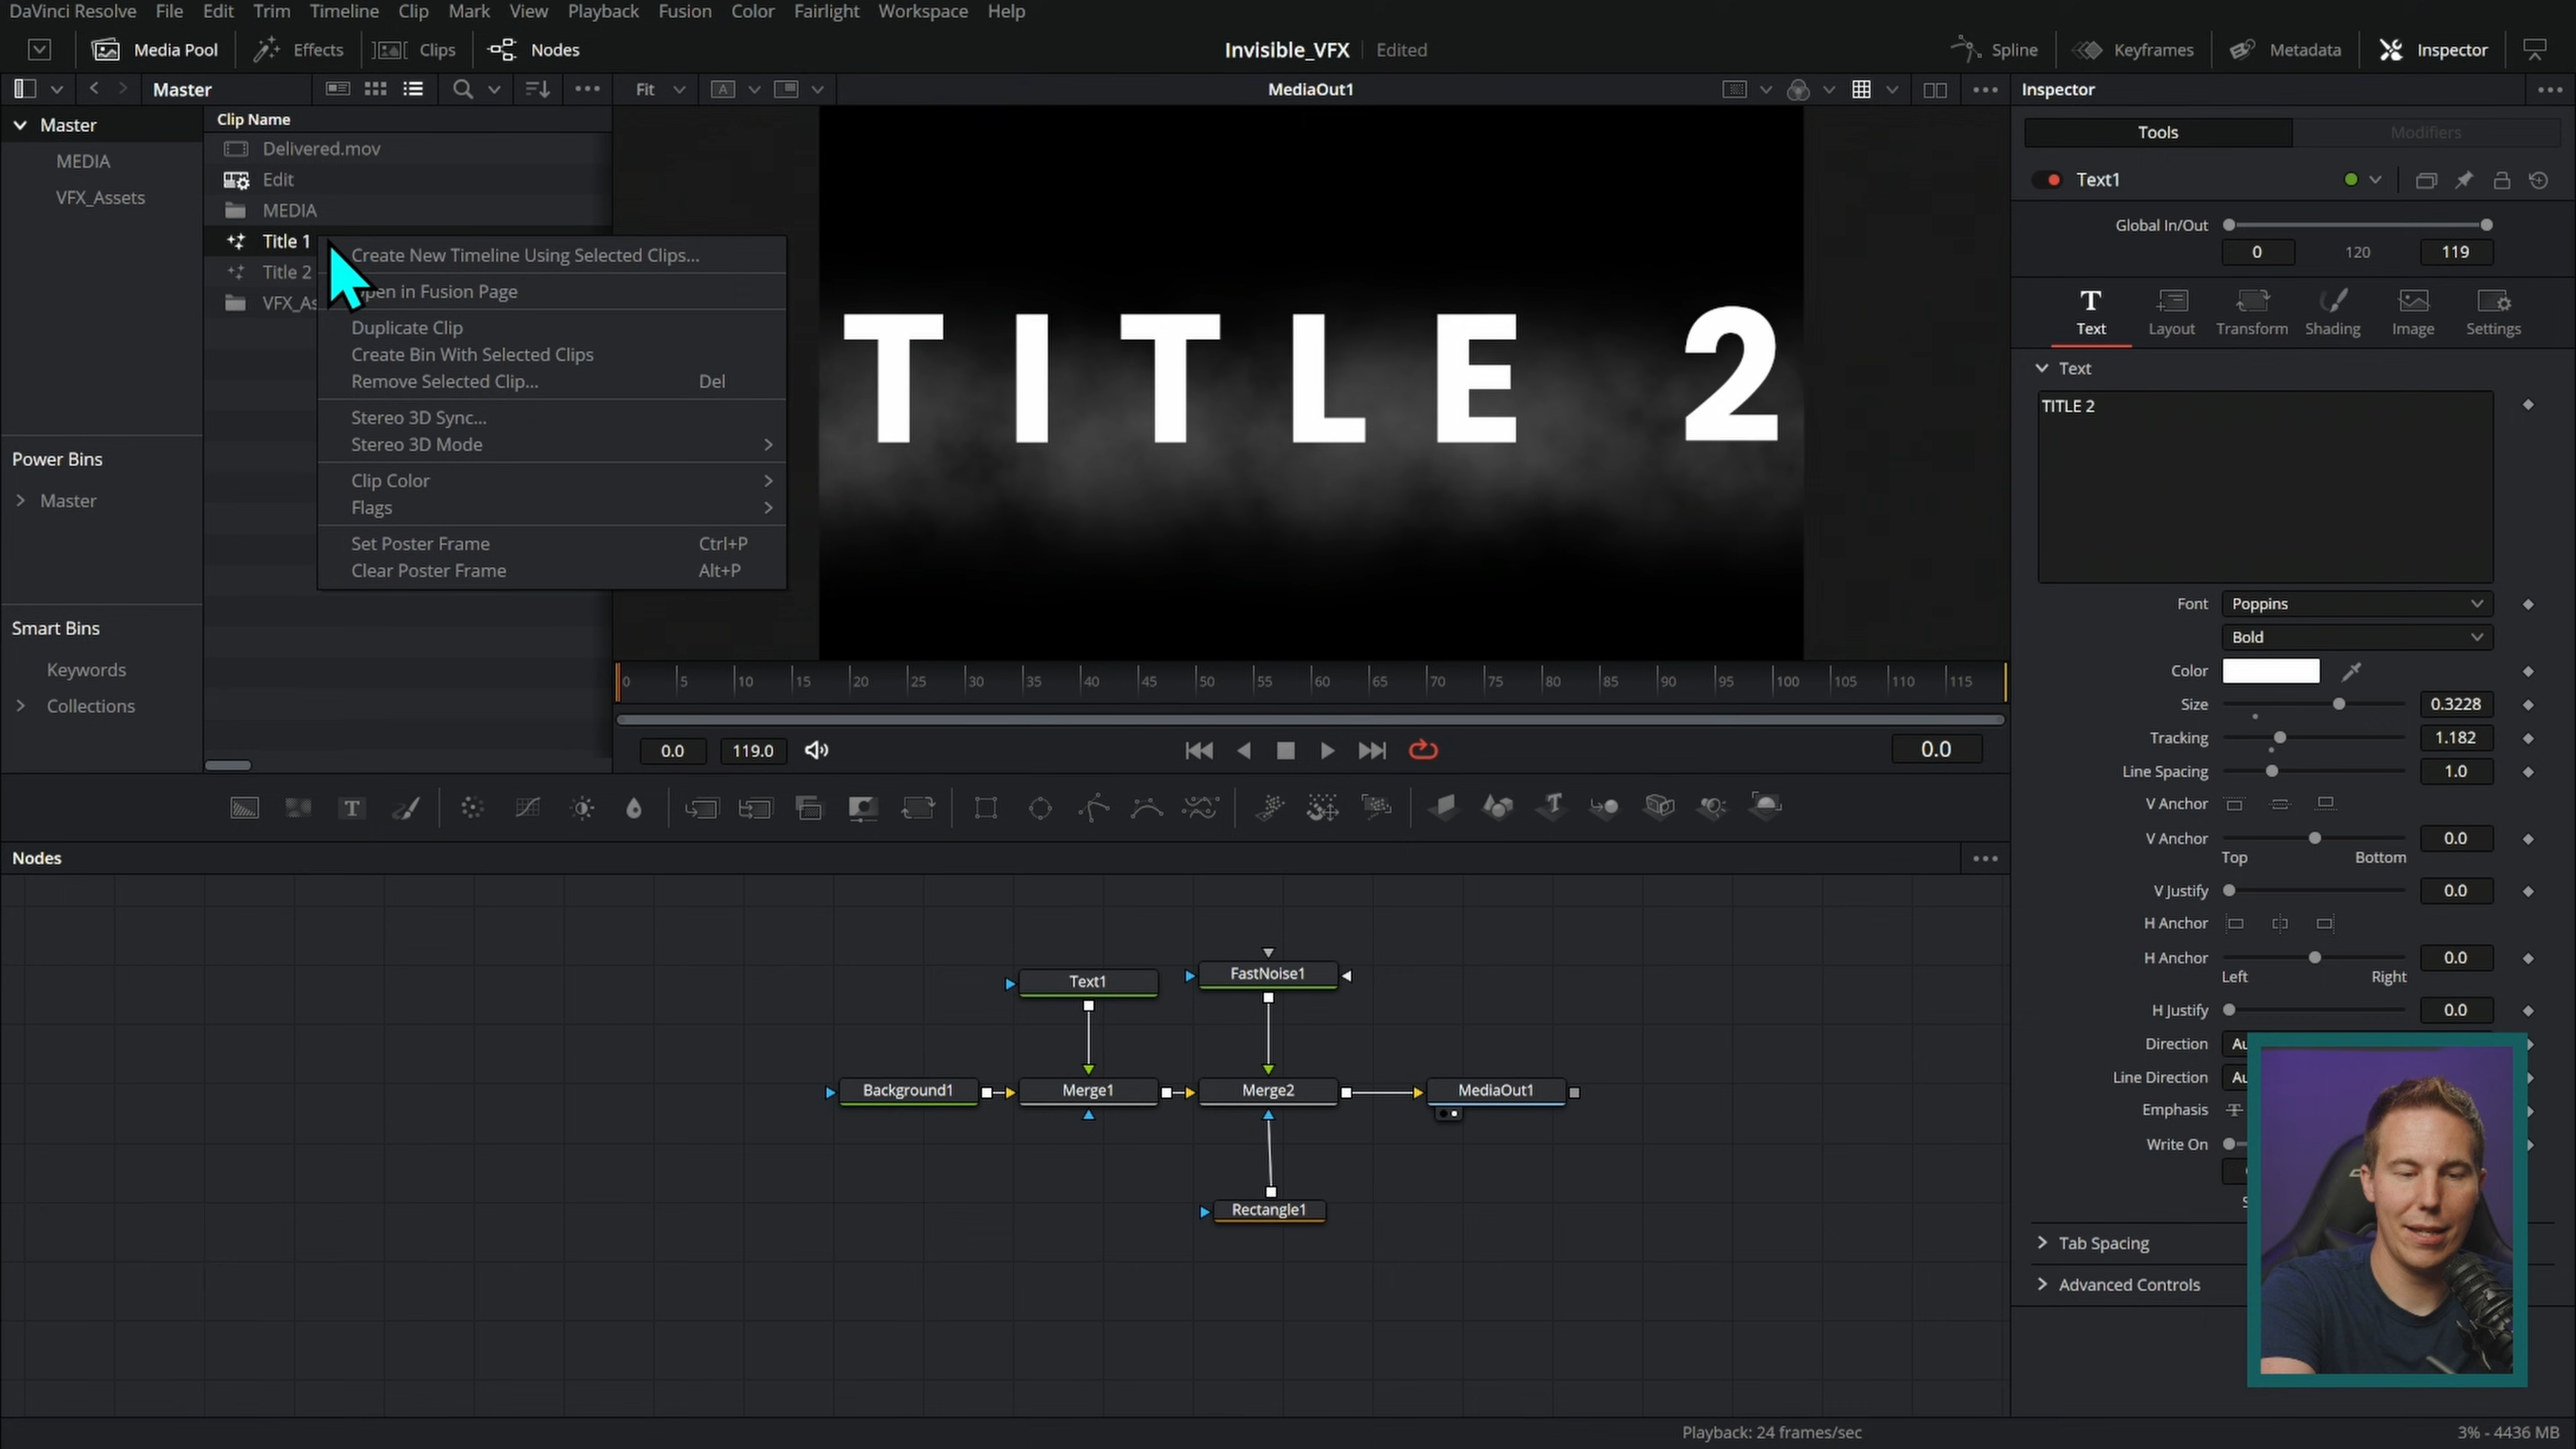 DaVinci Resolve File Edit Trim Timeline Clip Mark View Playback Fusion Color Fairlight Workspace Help
Media Pool Effects Clips Nodes Invisible_VFX Edited Spline Keyframes Metadata Inspector
Master Fit A MediaOut1 Inspector
Master
MEDIA
VFX_Assets
Power Bins
Master
Smart Bins
Keywords
Collections
Clip Name
Delivered.mov
Edit
MEDIA
Title 1
Title 2
VFX_As
Create New Timeline Using Selected Clips...
pen in Fusion Page
Duplicate Clip
Create Bin With Selected Clips
Remove Selected Clip... Del
Stereo 3D Sync...
Stereo 3D Mode
Clip Color
Flags
Set Poster Frame Ctrl+P
Clear Poster Frame Alt+P
TITLE 2
0 5 10 15 20 25 30 35 40 45 50 55 60 65 70 75 80 85 90 95 100 105 110 115
0.0 119.0 0.0
T T
Nodes
Text1 FastNoise1
Background1 Merge1 Merge2 MediaOut1
Rectangle1
Tools Modifiers
Text1
Global In/Out
0 120 119
T
Text Layout Transform Shading Image Settings
Text
TITLE 2
Font Poppins
Bold
Color
Size 0.3228
Tracking 1.182
Line Spacing 1.0
V Anchor
V Anchor 0.0
Top Bottom
V Justify 0.0
H Anchor
H Anchor 0.0
Left Right
H Justify 0.0
Direction Au
Line Direction Au
Emphasis T
Write On
Tab Spacing
Advanced Controls
Playback: 24 frames/sec 3% - 4436 MB